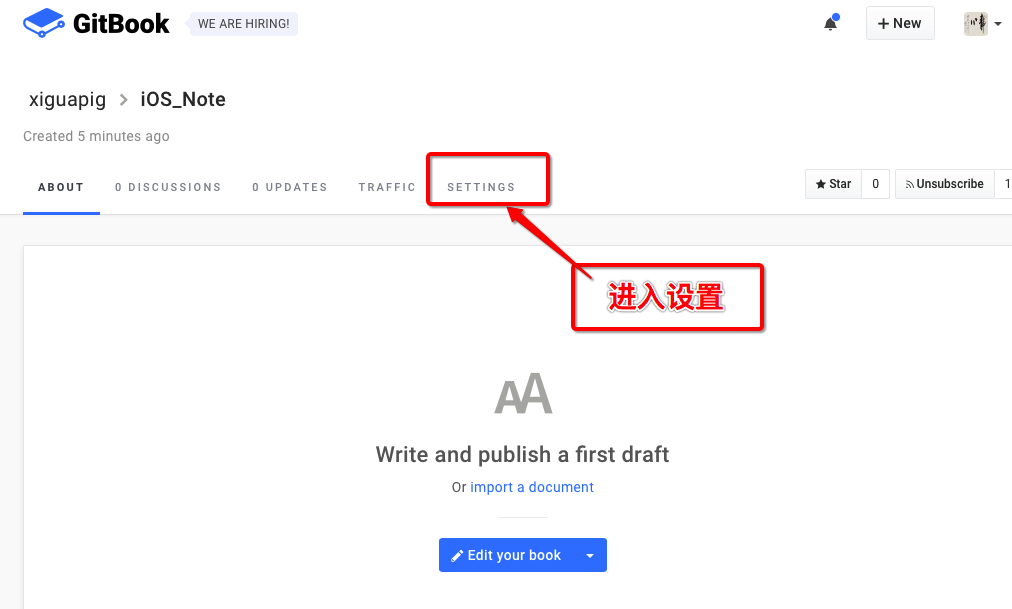 GitBook WE ARE HIRING! New
xiguapig > iOS_Note
Created 5 minutes ago
ABOUT 0 DISCUSSIONS 0 UPDATES TRAFFIC SETTINGS Star 0 Unsubscribe 1
进入设置
AA
Write and publish a first draft
Or import a document
Edit your book